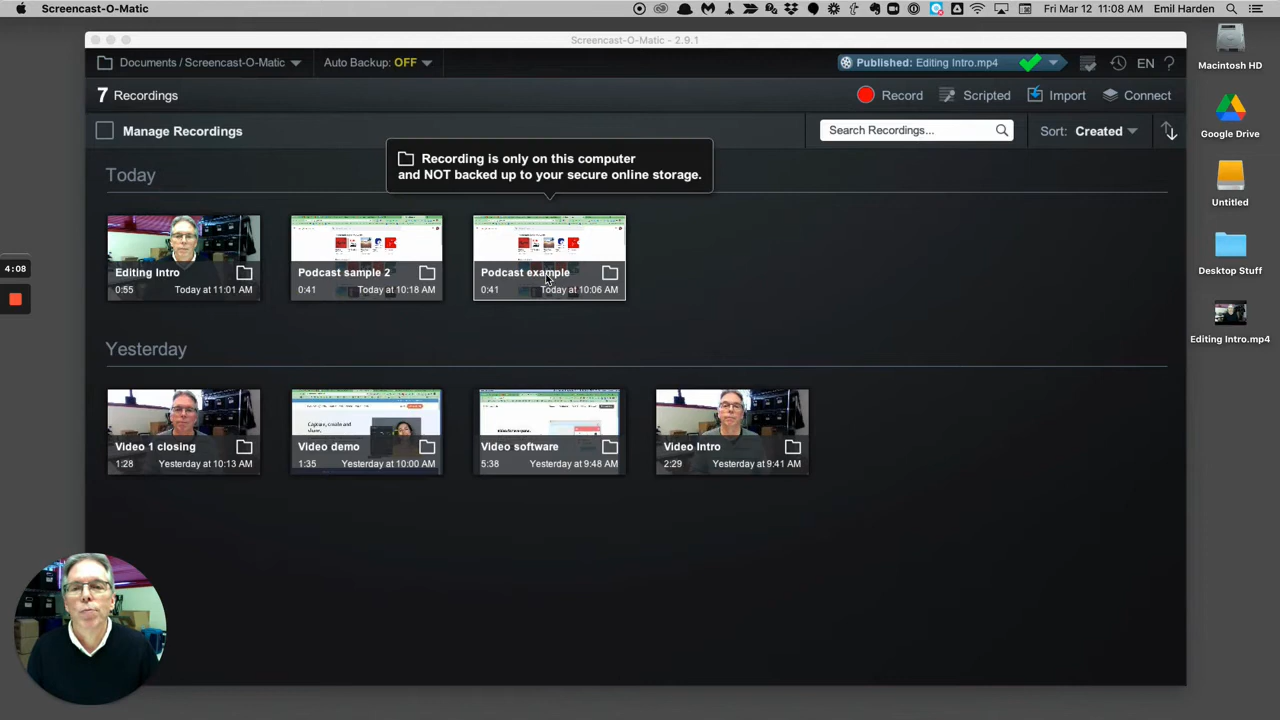 Screencast-O-Matic
Fri Mar 12 11:08 AM Emil Harden
Screencast-O-Matic - 2.9.1
Documents / Screencast-O-Matic
Auto Backup: OFF
Published: Editing Intro.mp4
EN ?
7 Recordings
Record
Scripted
Import
Connect
Manage Recordings
Search Recordings...
Sort: Created
Recording is only on this computer
and NOT backed up to your secure online storage.
Today
Editing Intro
0:55 Today at 11:01 AM
Podcast sample 2
0:41 Today at 10:18 AM
Podcast example
0:41 Today at 10:06 AM
Yesterday
Video 1 closing
1:28 Yesterday at 10:13 AM
Capture, create and
share.
Video demo
1:35 Yesterday at 10:00 AM
Video software
5:38 Yesterday at 9:48 AM
Video Intro
2:29 Yesterday at 9:41 AM
4:08
Macintosh HD
Google Drive
Untitled
Desktop Stuff
Editing Intro.mp4